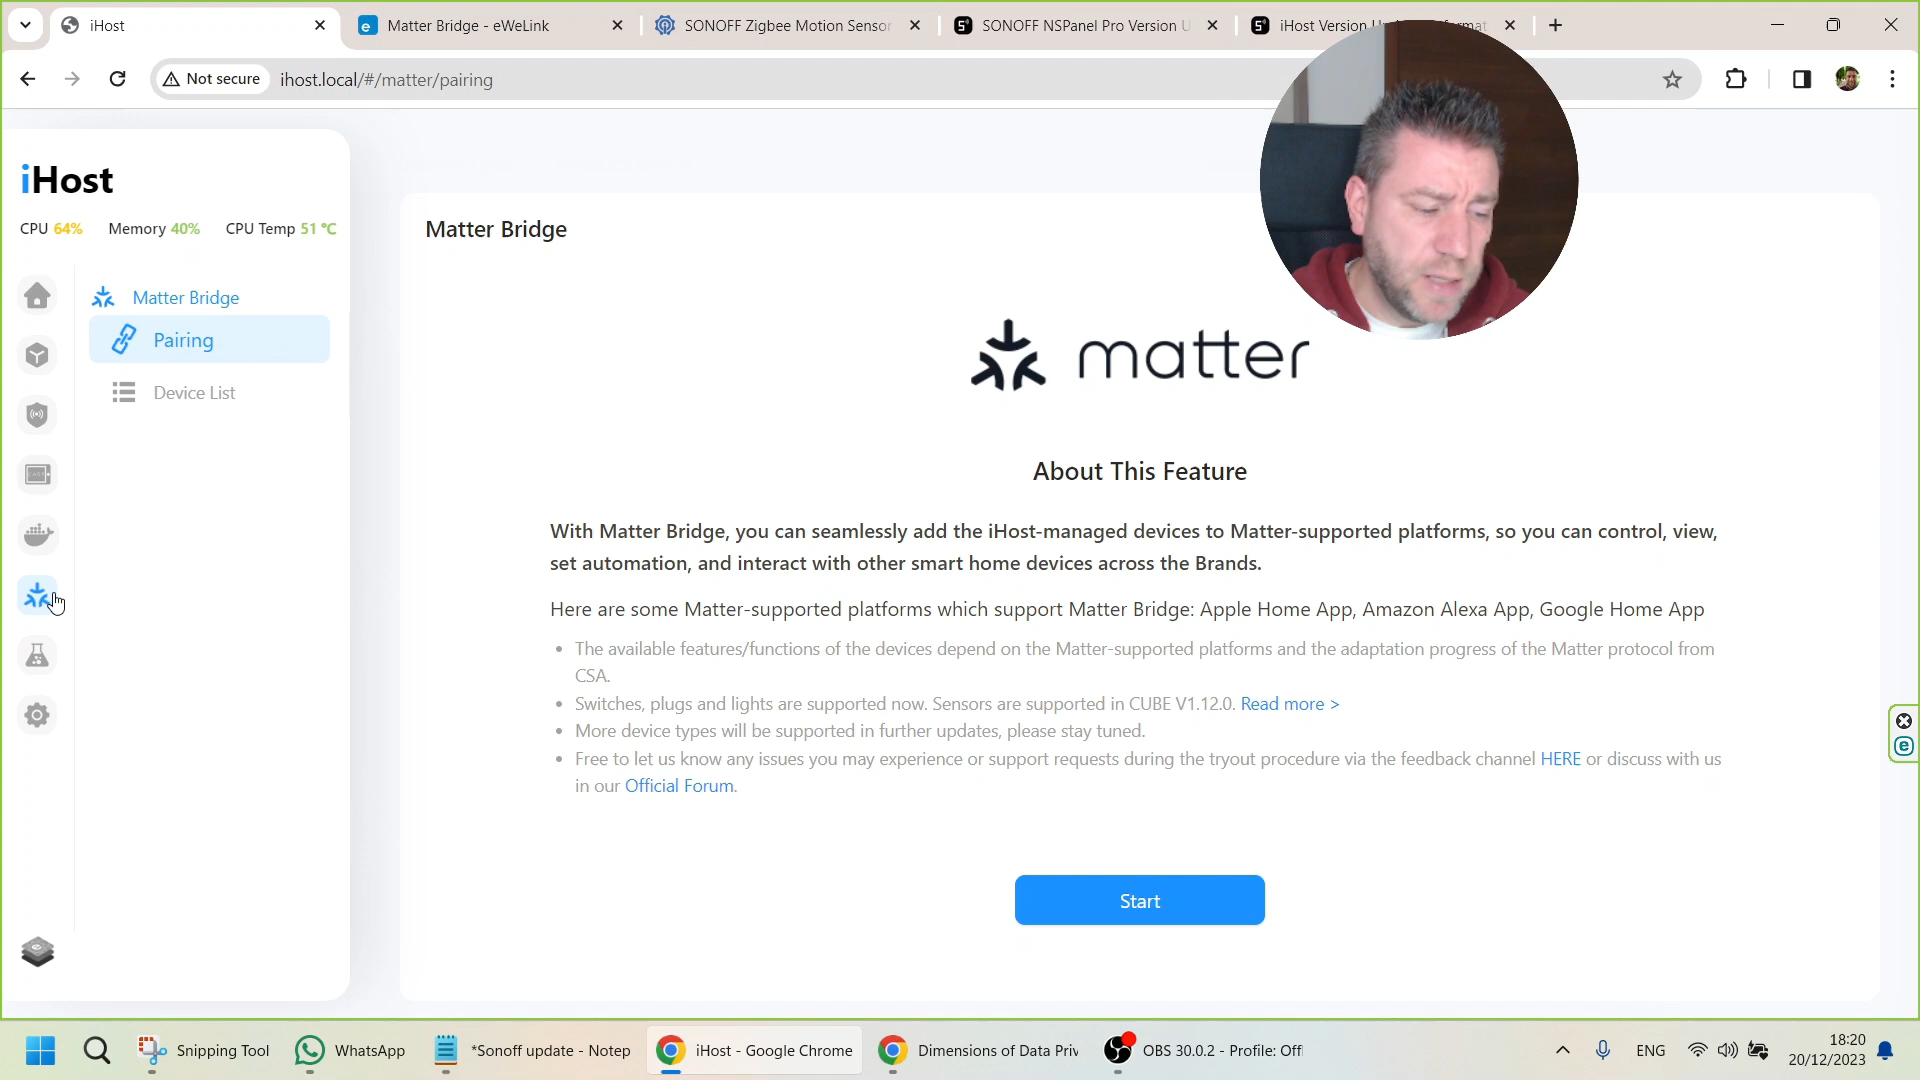 iHost
Matter Bridge - eWeLink
SONOFF Zigbee Motion Sensor
SONOFF NSPanel Pro Version U
iHost Version
Not secure
ihost.local/#/matter/pairing
iHost
CPU 64% Memory 40% CPU Temp 51 °C
Matter Bridge
Pairing
Device List
Matter Bridge
matter
About This Feature
With Matter Bridge, you can seamlessly add the iHost-managed devices to Matter-supported platforms, so you can control, view,
set automation, and interact with other smart home devices across the Brands.
Here are some Matter-supported platforms which support Matter Bridge: Apple Home App, Amazon Alexa App, Google Home App
• The available features/functions of the devices depend on the Matter-supported platforms and the adaptation progress of the Matter protocol from
CSA.
• Switches, plugs and lights are supported now. Sensors are supported in CUBE V1.12.0. Read more >
• More device types will be supported in further updates, please stay tuned.
• Free to let us know any issues you may experience or support requests during the tryout procedure via the feedback channel HERE or discuss with us
in our Official Forum.
Start
Snipping Tool
WhatsApp
*Sonoff update - Notep
iHost - Google Chrome
Dimensions of Data Priv
OBS 30.0.2 - Profile: Off
ENG
18:20
20/12/2023